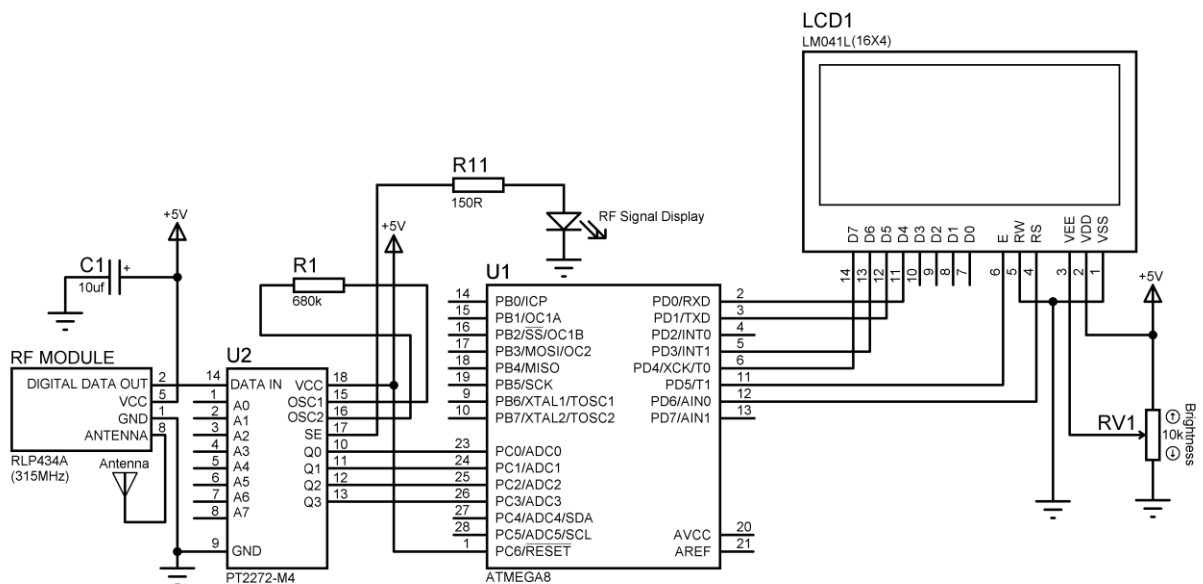 LCD1
LM041L(16X4)
D7 D6 D5 D4 D3 D2 D1 D0 E RW RS VEE VDD VSS
14 13 12 11 10 9 8 7 6 5 4 3 2 1
+5V
RV1
10k
Brightness
R11
150R
RF Signal Display
+5V
C1
+
10uf
+5V
R1
680k
RF MODULE
DIGITAL DATA OUT 2
VCC 5
GND 1
ANTENNA 8
RLP434A
(315MHz)
Antenna
U2
14 DATA IN VCC 18
1 A0 OSC1 15
2 A1 OSC2 16
3 A2 SE 17
4 A3 Q0 10
5 A4 Q1 11
6 A5 Q2 12
7 A6 Q3 13
8 A7
9 GND
PT2272-M4
U1
14 PB0/ICP PD0/RXD 2
15 PB1/OC1A PD1/TXD 3
16 PB2/SS/OC1B PD2/INT0 4
17 PB3/MOSI/OC2 PD3/INT1 5
18 PB4/MISO PD4/XCK/T0 6
19 PB5/SCK PD5/T1 11
9 PB6/XTAL1/TOSC1 PD6/AIN0 12
10 PB7/XTAL2/TOSC2 PD7/AIN1 13
23 PC0/ADC0
24 PC1/ADC1
25 PC2/ADC2
26 PC3/ADC3
27 PC4/ADC4/SDA
28 PC5/ADC5/SCL AVCC 20
1 PC6/RESET AREF 21
ATMEGA8